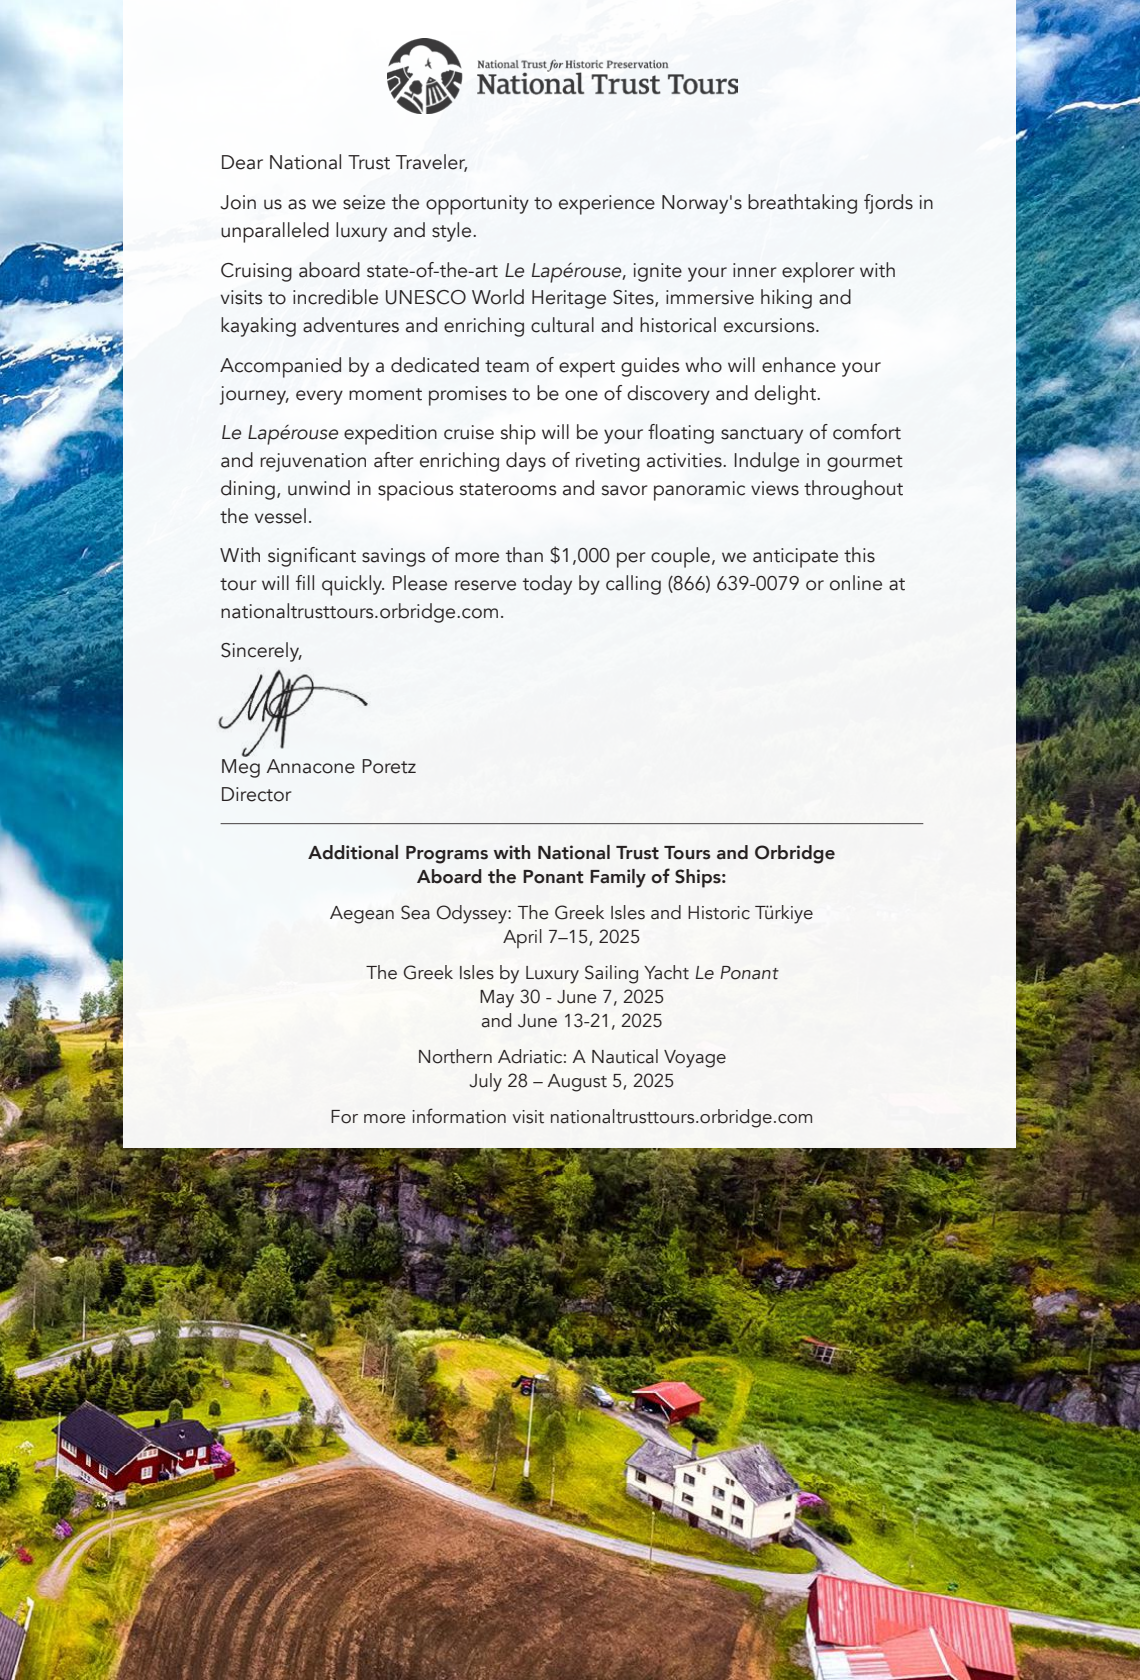 National Trust for Historic Preservation
National Trust Tours
Dear National Trust Traveler,
Join us as we seize the opportunity to experience Norway's breathtaking fjords in
unparalleled luxury and style.
Cruising aboard state-of-the-art Le Lapérouse, ignite your inner explorer with
visits to incredible UNESCO World Heritage Sites, immersive hiking and
kayaking adventures and enriching cultural and historical excursions.
Accompanied by a dedicated team of expert guides who will enhance your
journey, every moment promises to be one of discovery and delight.
Le Lapérouse expedition cruise ship will be your floating sanctuary of comfort
and rejuvenation after enriching days of riveting activities. Indulge in gourmet
dining, unwind in spacious staterooms and savor panoramic views throughout
the vessel.
With significant savings of more than $1,000 per couple, we anticipate this
tour will fill quickly. Please reserve today by calling (866) 639-0079 or online at
nationaltrusttours.orbridge.com.
Sincerely,
Meg Annacone Poretz
Director
Additional Programs with National Trust Tours and Orbridge
Aboard the Ponant Family of Ships:
Aegean Sea Odyssey: The Greek Isles and Historic Türkiye
April 7–15, 2025
The Greek Isles by Luxury Sailing Yacht Le Ponant
May 30 - June 7, 2025
and June 13-21, 2025
Northern Adriatic: A Nautical Voyage
July 28 – August 5, 2025
For more information visit nationaltrusttours.orbridge.com